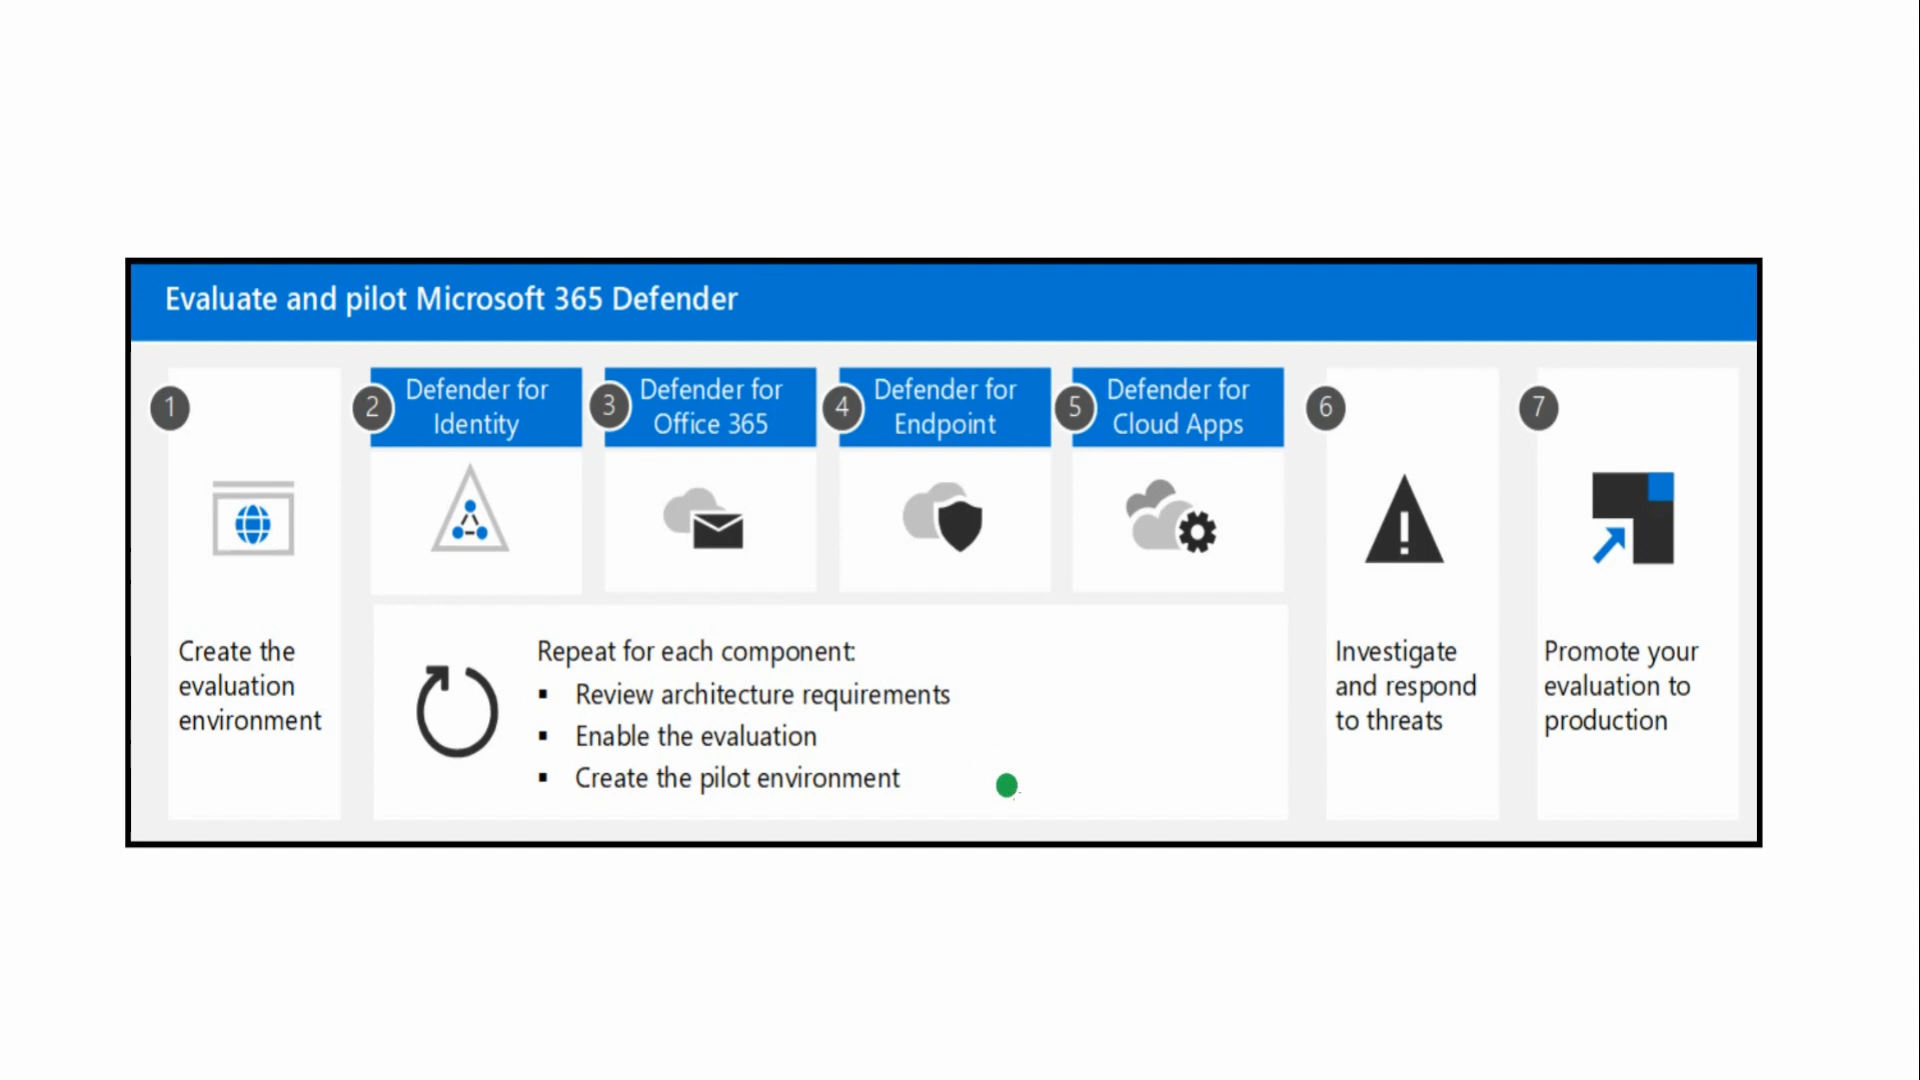 Evaluate and pilot Microsoft 365 Defender
1
Create the
evaluation
environment
2
Defender for
Identity
3
Defender for
Office 365
4
Defender for
Endpoint
5
Defender for
Cloud Apps
Repeat for each component:
▪ Review architecture requirements
▪ Enable the evaluation
▪ Create the pilot environment
6
Investigate
and respond
to threats
7
Promote your
evaluation to
production